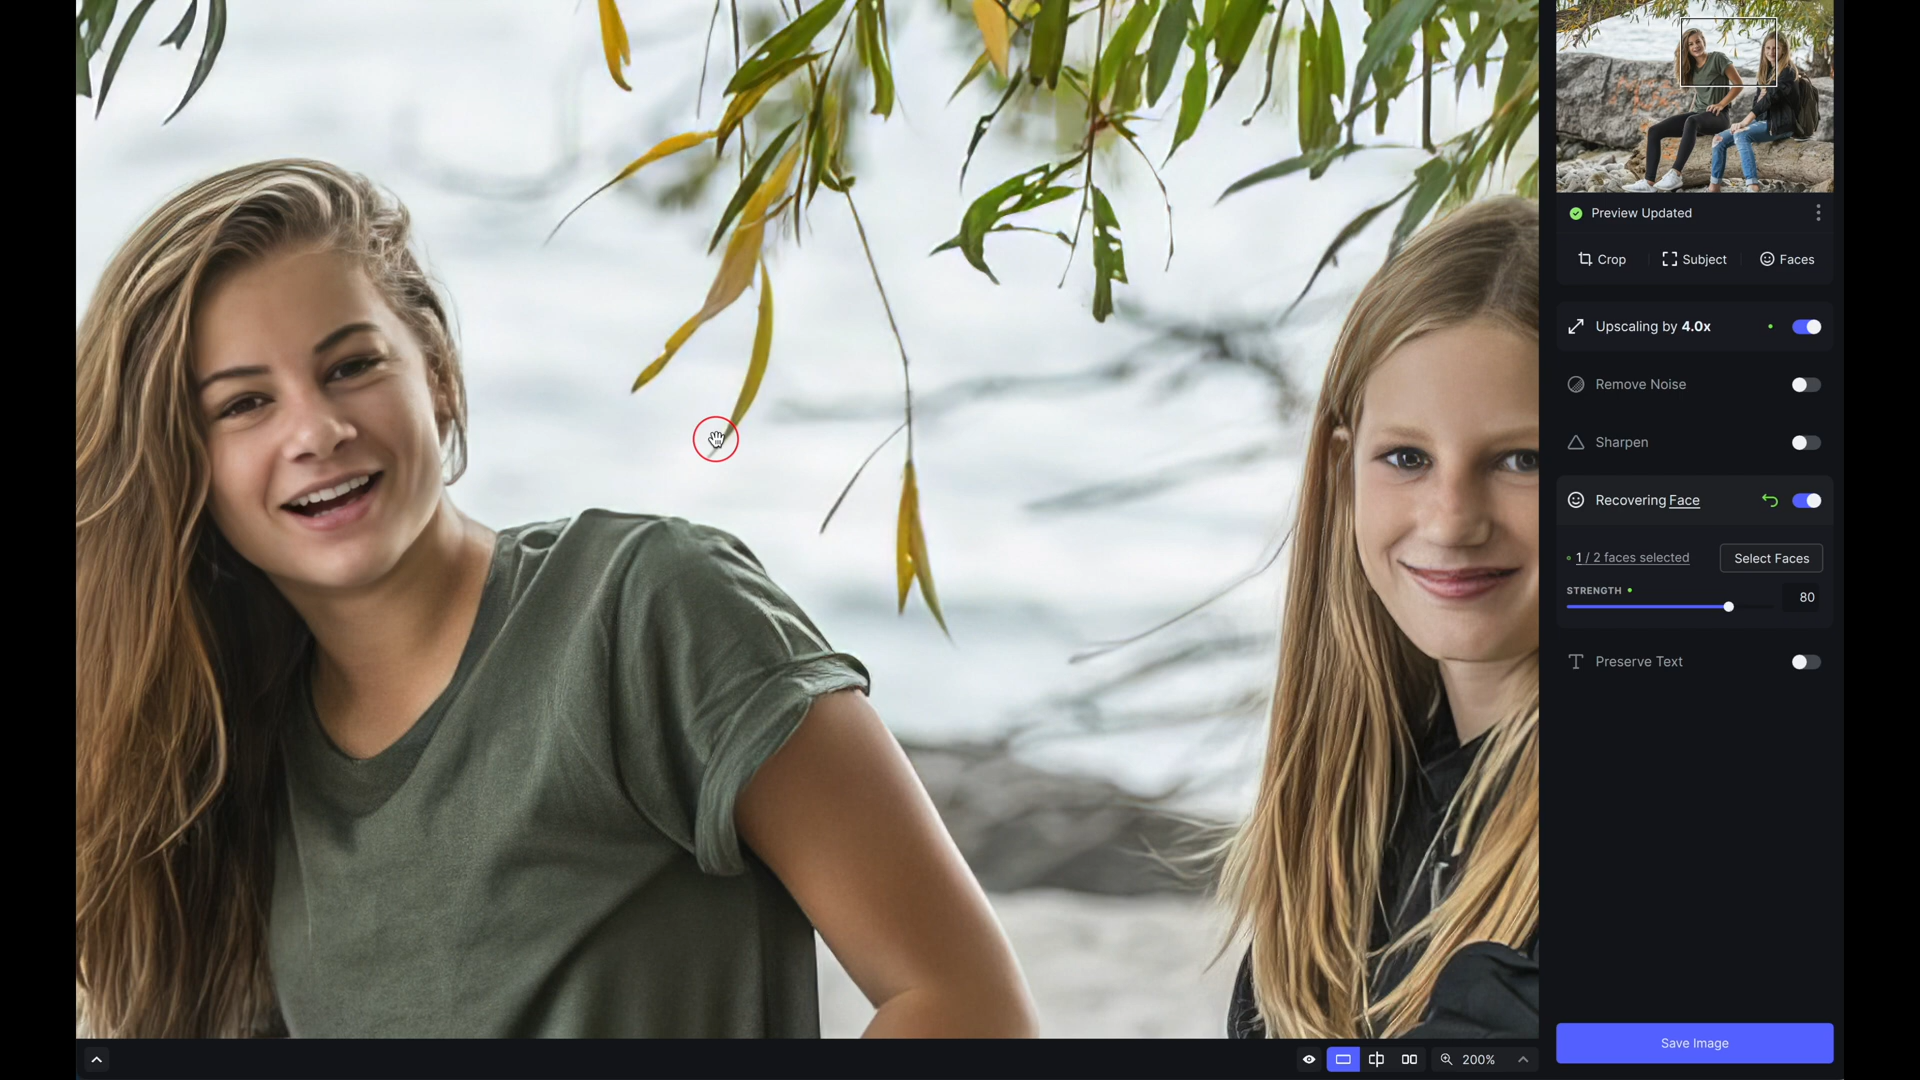 Preview Updated
Crop
Subject
Faces
Upscaling by 4.0x
Remove Noise
Sharpen
Recovering Face
1 / 2 faces selected
Select Faces
STRENGTH
80
Preserve Text
Save Image
200%